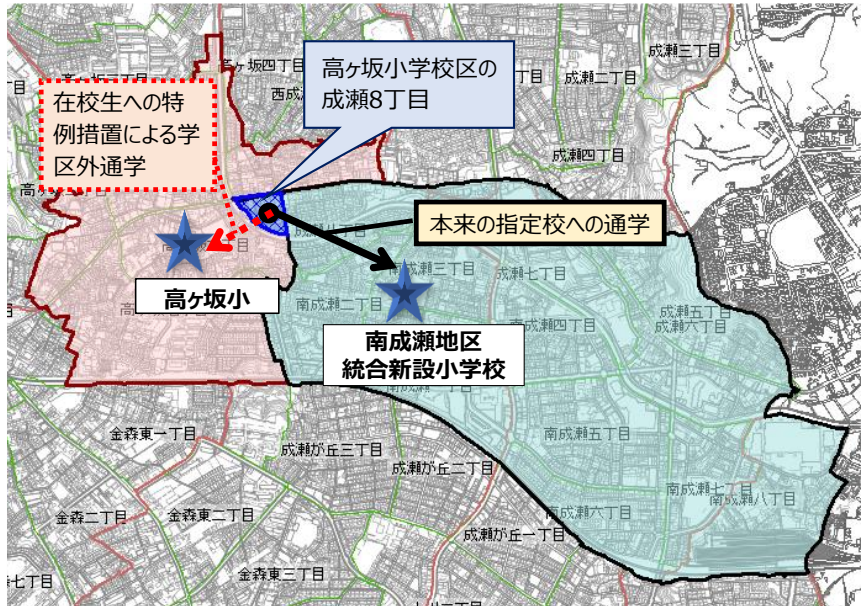 成瀬三丁目
高ヶ坂四丁目
西成瀬
丁目
成瀬二丁目
高ヶ坂小学校区の
成瀬8丁目
在校生への特
例措置による学
区外通学
成瀬四丁目
本来の指定校への通学
南成瀬三丁目
成瀬七丁目
高ヶ坂小
南成瀬二丁目
南成瀬四丁目
成瀬五丁目
成瀬六丁目
南成瀬地区
統合新設小学校
金森東一丁目
成瀬が丘三丁目
成瀬が丘二丁目
南成瀬五丁目
南成瀬七丁目
南成瀬八丁目
金森二丁目
金森東二丁目
南成瀬六丁目
成瀬が丘一丁目
金森東三丁目
七丁目